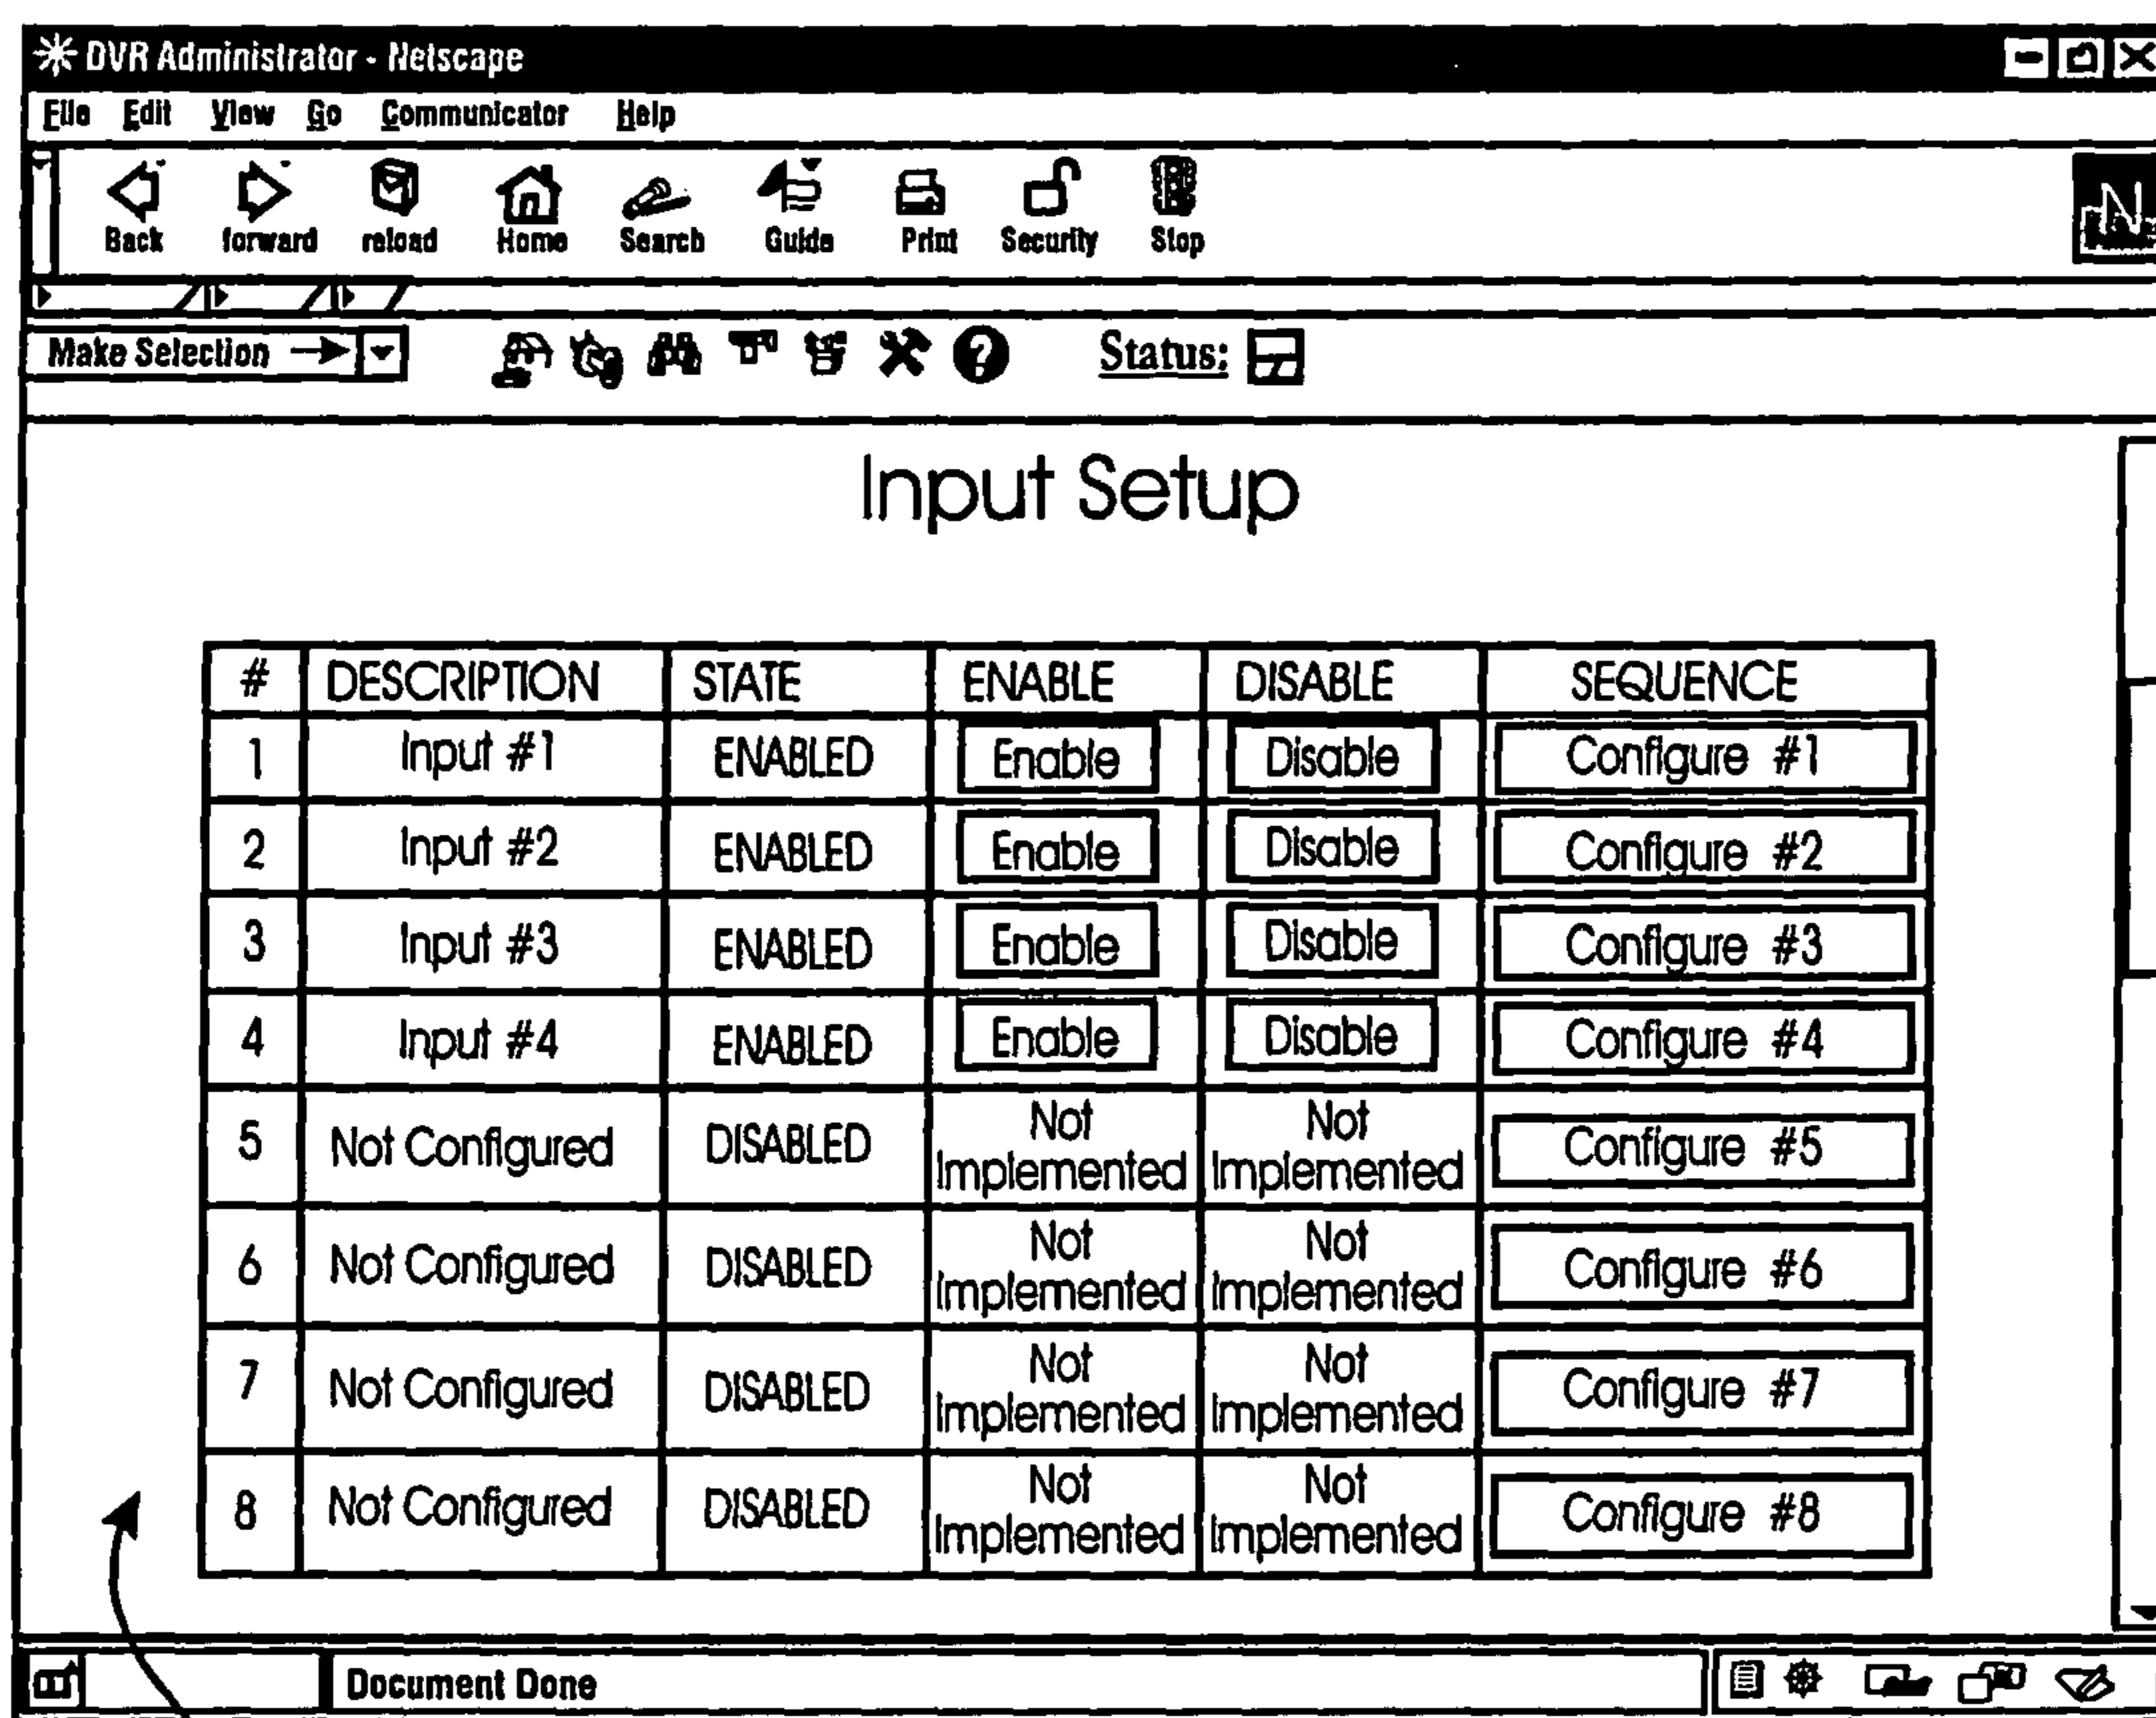 DVR Administrator - Netscape
File Edit View Go Communicator Help
Back forward reload Home Search Guide Print Security Stop
N
Make Selection Status:
Input Setup
# DESCRIPTION STATE ENABLE DISABLE SEQUENCE
1 Input #1 ENABLED Enable Disable Configure #1
2 Input #2 ENABLED Enable Disable Configure #2
3 Input #3 ENABLED Enable Disable Configure #3
4 Input #4 ENABLED Enable Disable Configure #4
5 Not Configured DISABLED Not Implemented Not Implemented Configure #5
6 Not Configured DISABLED Not Implemented Not Implemented Configure #6
7 Not Configured DISABLED Not Implemented Not Implemented Configure #7
8 Not Configured DISABLED Not Implemented Not Implemented Configure #8
Document Done